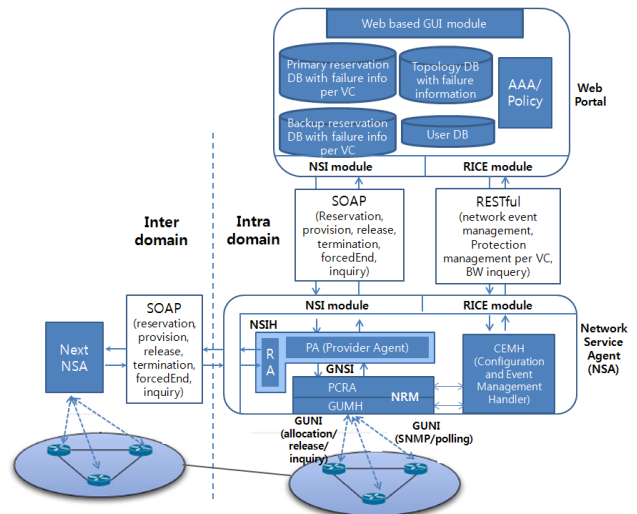 Web based GUI module
Primary reservation
DB with failure info
per VC
Topology DB
with failure
information
AAA/
Policy
Web
Portal
Backup reservation
DB with failure info
per VC
User DB
NSI module
RICE module
Inter
domain
Intra
domain
SOAP
(Reservation,
provision, release,
termination,
forcedEnd,
inquiry)
RESTful
(network event
management,
Protection
management per VC,
BW inquery)
SOAP
(reservation,
provision,
release,
termination,
forcedEnd,
inquiry)
Next
NSA
NSI module
RICE module
NSIH
R
A
PA (Provider Agent)
GNSI
PCRA
NRM
GUMH
CEMH
(Configuration
and Event
Management
Handler)
Network
Service
Agent
(NSA)
GUNI
(allocation/
release/
inquiry)
GUNI
(SNMP/polling)